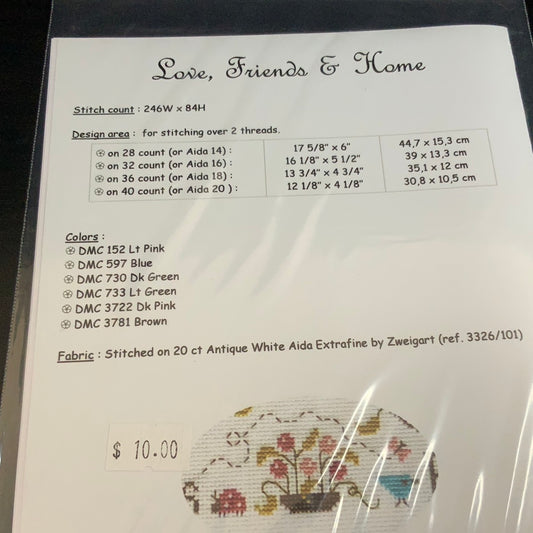 Love, Friends & Home
Stitch count : 246W x 84H
Design area : for stitching over 2 threads.
on 28 count (or Aida 14) : 17 5/8" x 6" 44,7 x 15,3 cm
on 32 count (or Aida 16) : 16 1/8" x 5 1/2" 39 x 13,3 cm
on 36 count (or Aida 18) : 13 3/4" x 4 3/4" 35,1 x 12 cm
on 40 count (or Aida 20 ) : 12 1/8" x 4 1/8" 30,8 x 10,5 cm
Colors :
DMC 152 Lt Pink
DMC 597 Blue
DMC 730 Dk Green
DMC 733 Lt Green
DMC 3722 Dk Pink
DMC 3781 Brown
Fabric : Stitched on 20 ct Antique White Aida Extrafine by Zweigart (ref. 3326/101)
$ 10.00